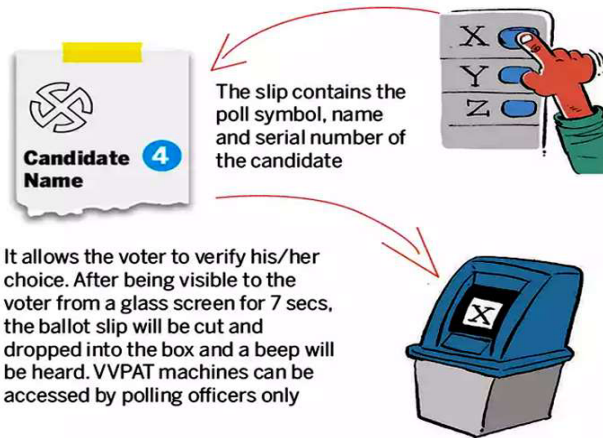 X
Y
Z
The slip contains the
poll symbol, name
and serial number of
the candidate
Candidate 4
Name
It allows the voter to verify his/her
choice. After being visible to the
voter from a glass screen for 7 secs,
the ballot slip will be cut and
dropped into the box and a beep will
be heard. VVPAT machines can be
accessed by polling officers only
X